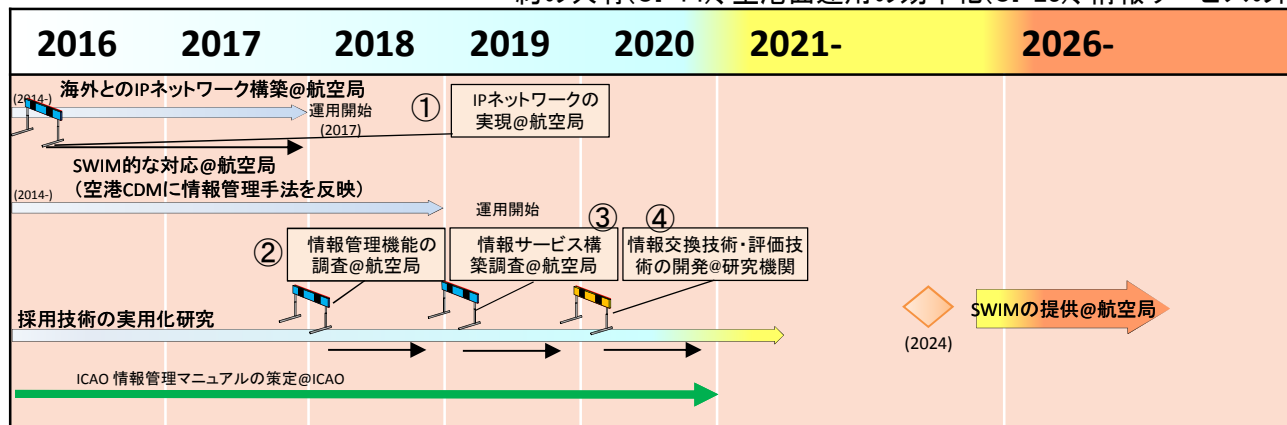 2016 2017 2018 2019 2020 2021- 2026-
海外とのIPネットワーク構築@航空局
(2014-)
運用開始
(2017)
①
IPネットワークの
実現@航空局
SWIM的な対応@航空局
(空港CDMに情報管理手法を反映)
(2014-)
運用開始
②
情報管理機能の
調査@航空局
③
情報サービス構
築調査@航空局
④
情報交換技術・評価技
術の開発@研究機関
採用技術の実用化研究
(2024)
SWIMの提供@航空局
ICAO 情報管理マニュアルの策定@ICAO